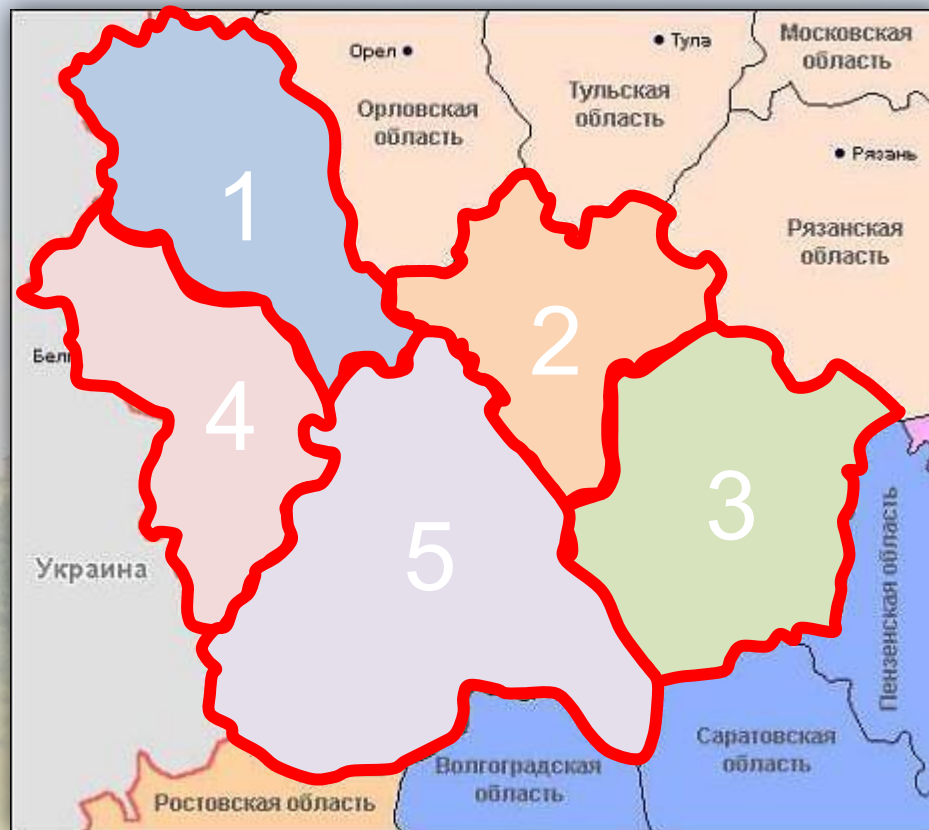 Орел
Тула
Московская
область
Орловская
область
Тульская
область
Рязань
Рязанская
область
1
2
Бел
4
3
5
Украина
Пензенская область
Саратовская
область
Волгоградская
область
Ростовская область